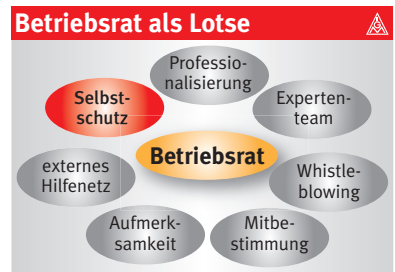 Betriebsrat als Lotse
Professio-
nalisierung
Selbst-
schutz
Experten-
team
Betriebsrat
externes
Hilfenetz
Whistle-
blowing
Aufmerk-
samkeit
Mitbe-
stimmung